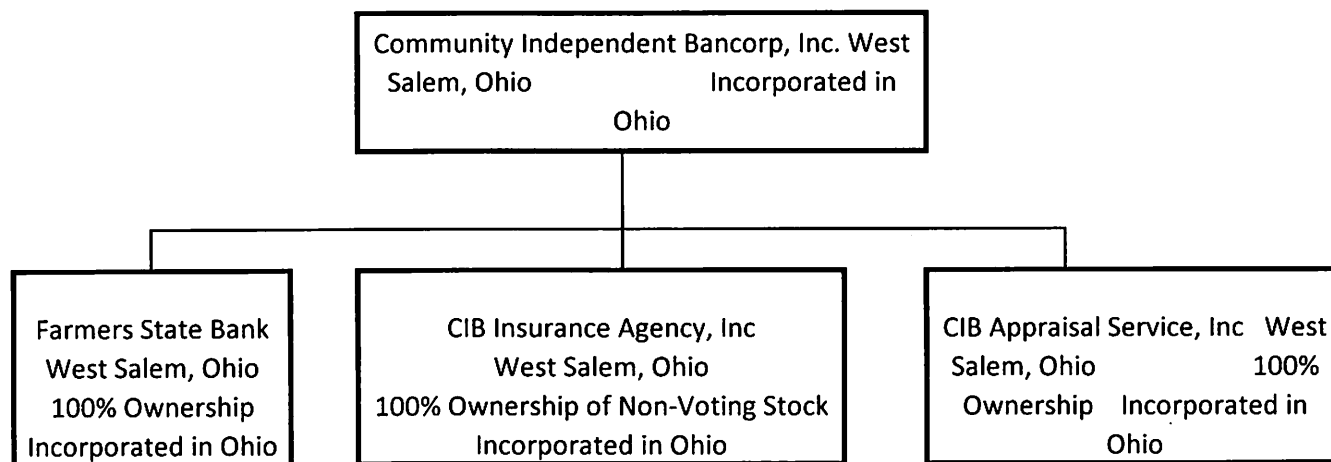 Community Independent Bancorp, Inc. West
Salem, Ohio Incorporated in
Ohio
Farmers State Bank
West Salem, Ohio
100% Ownership
Incorporated in Ohio
CIB Insurance Agency, Inc
West Salem, Ohio
100% Ownership of Non-Voting Stock
Incorporated in Ohio
CIB Appraisal Service, Inc West
Salem, Ohio 100%
Ownership Incorporated in
Ohio